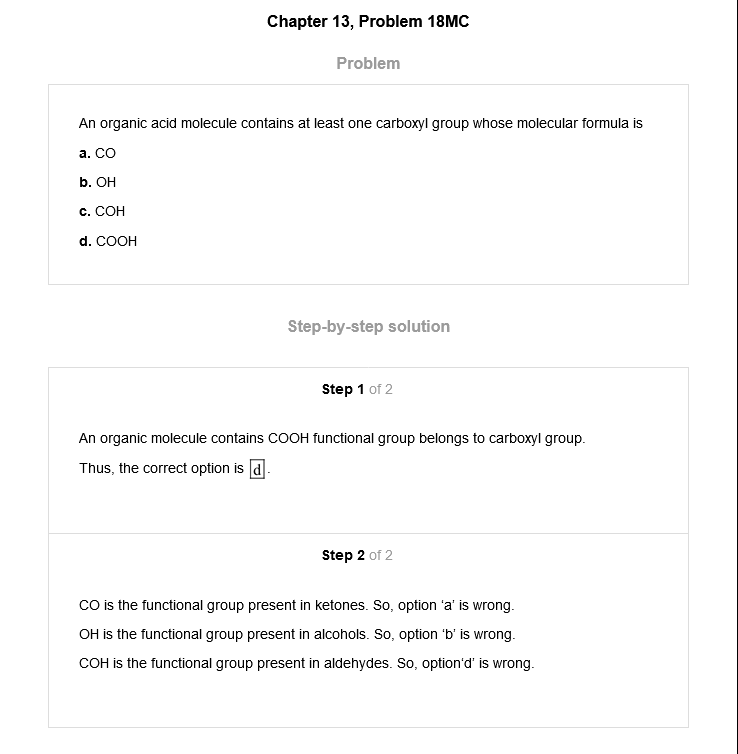 Chapter 13, Problem 18MC
Problem
An organic acid molecule contains at least one carboxyl group whose molecular formula is
a. CO
b. OH
c. COH
d. COOH
Step-by-step solution
Step 1 of 2
An organic molecule contains COOH functional group belongs to carboxyl group.
Thus, the correct option is d.
Step 2 of 2
CO is the functional group present in ketones. So, option ‘a’ is wrong.
OH is the functional group present in alcohols. So, option ‘b’ is wrong.
COH is the functional group present in aldehydes. So, option‘d’ is wrong.